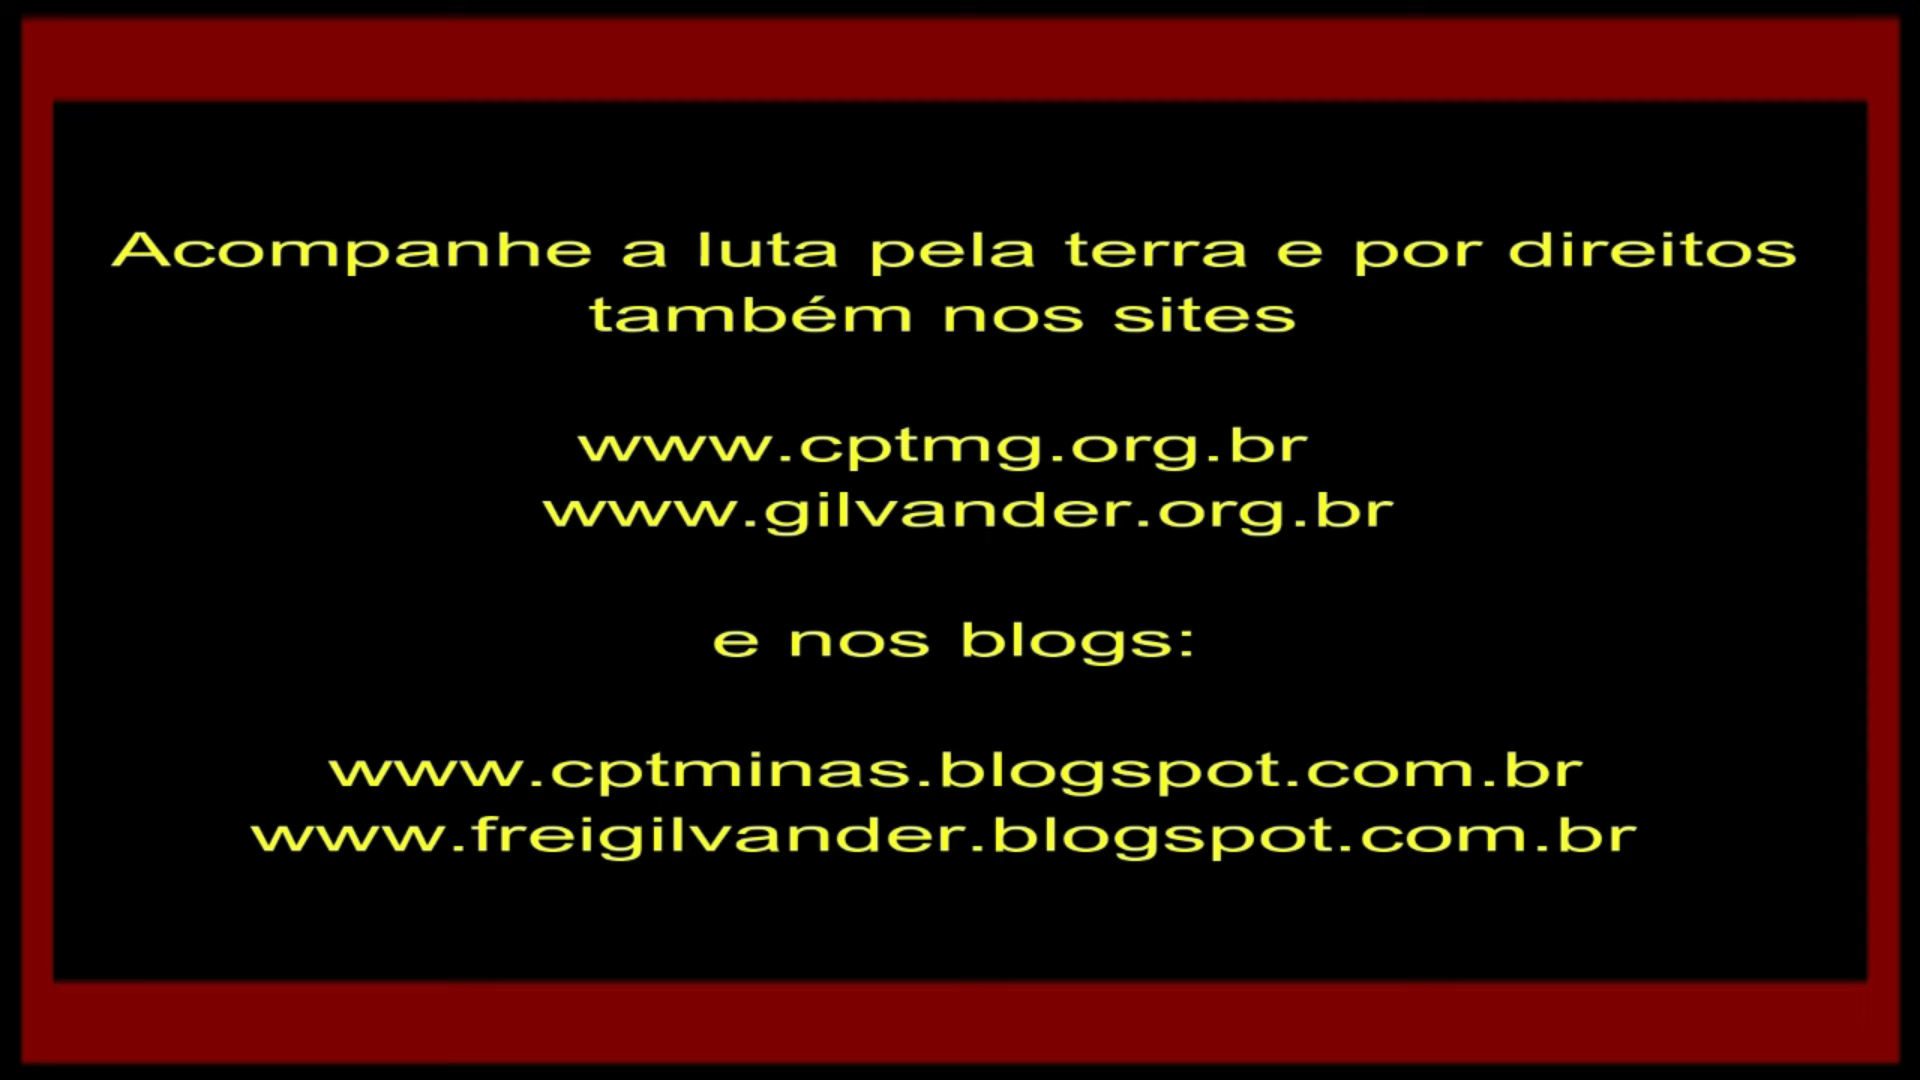 Acompanhe a luta pela terra e por direitos
também nos sites
www.cptmg.org.br
www.gilvander.org.br
e nos blogs:
www.cptminas.blogspot.com.br
www.freigilvander.blogspot.com.br